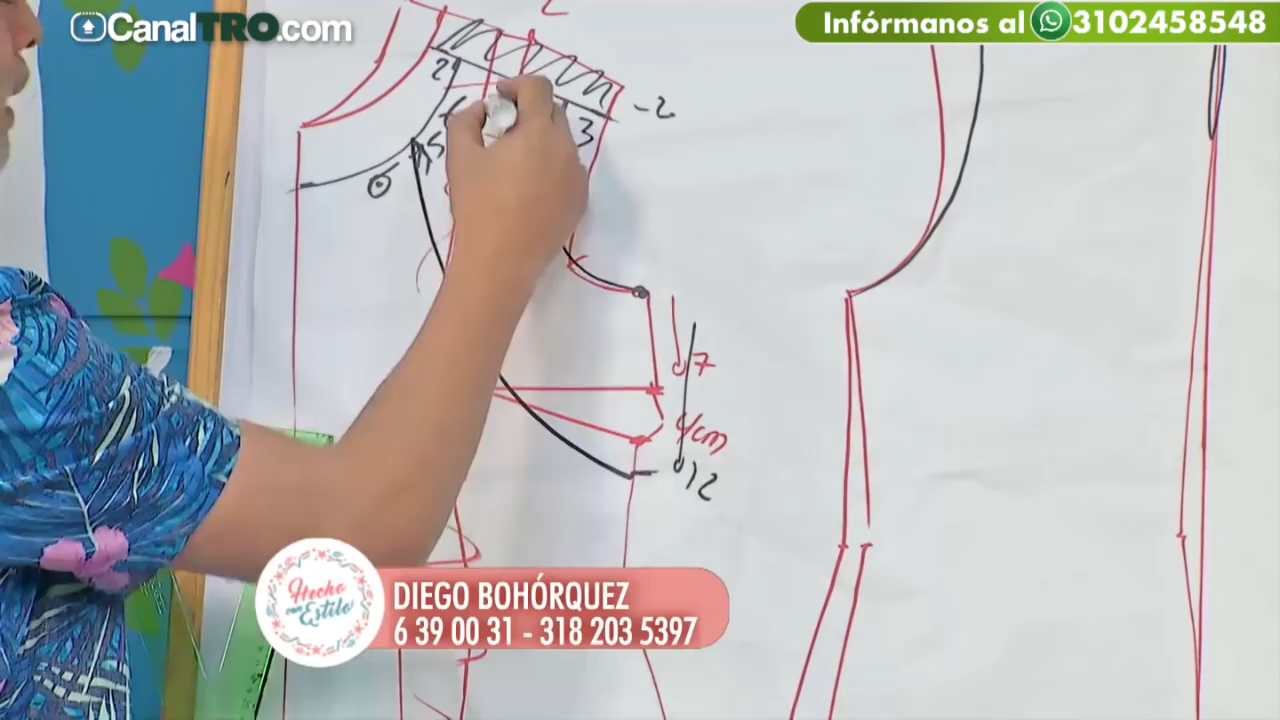 CanalTRO.com
Infórmanos al 3102458548
2
-2
3
5
7
4cm
12
Hecho
con Estilo
DIEGO BOHÓRQUEZ
6 39 00 31 - 318 203 5397